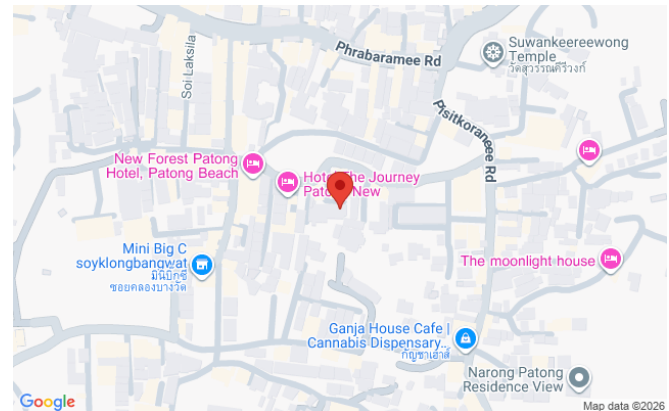 Phrabaramee Rd
Suwankeereewong
Temple
วัดสุวรรณคีรีวงก์
Soi Laksila
Pisitkoraneee Rd
New Forest Patong
Hotel, Patong Beach
Hotel The Journey
Patong New
Mini Big C
soyklongbangwat
มินิบิ๊กซี
ซอยคลองบางวัด
The moonlight house
Ganja House Cafe |
Cannabis Dispensary..
กัญชาเฮ้าส์
Narong Patong
Residence View
Google
Map data ©2026